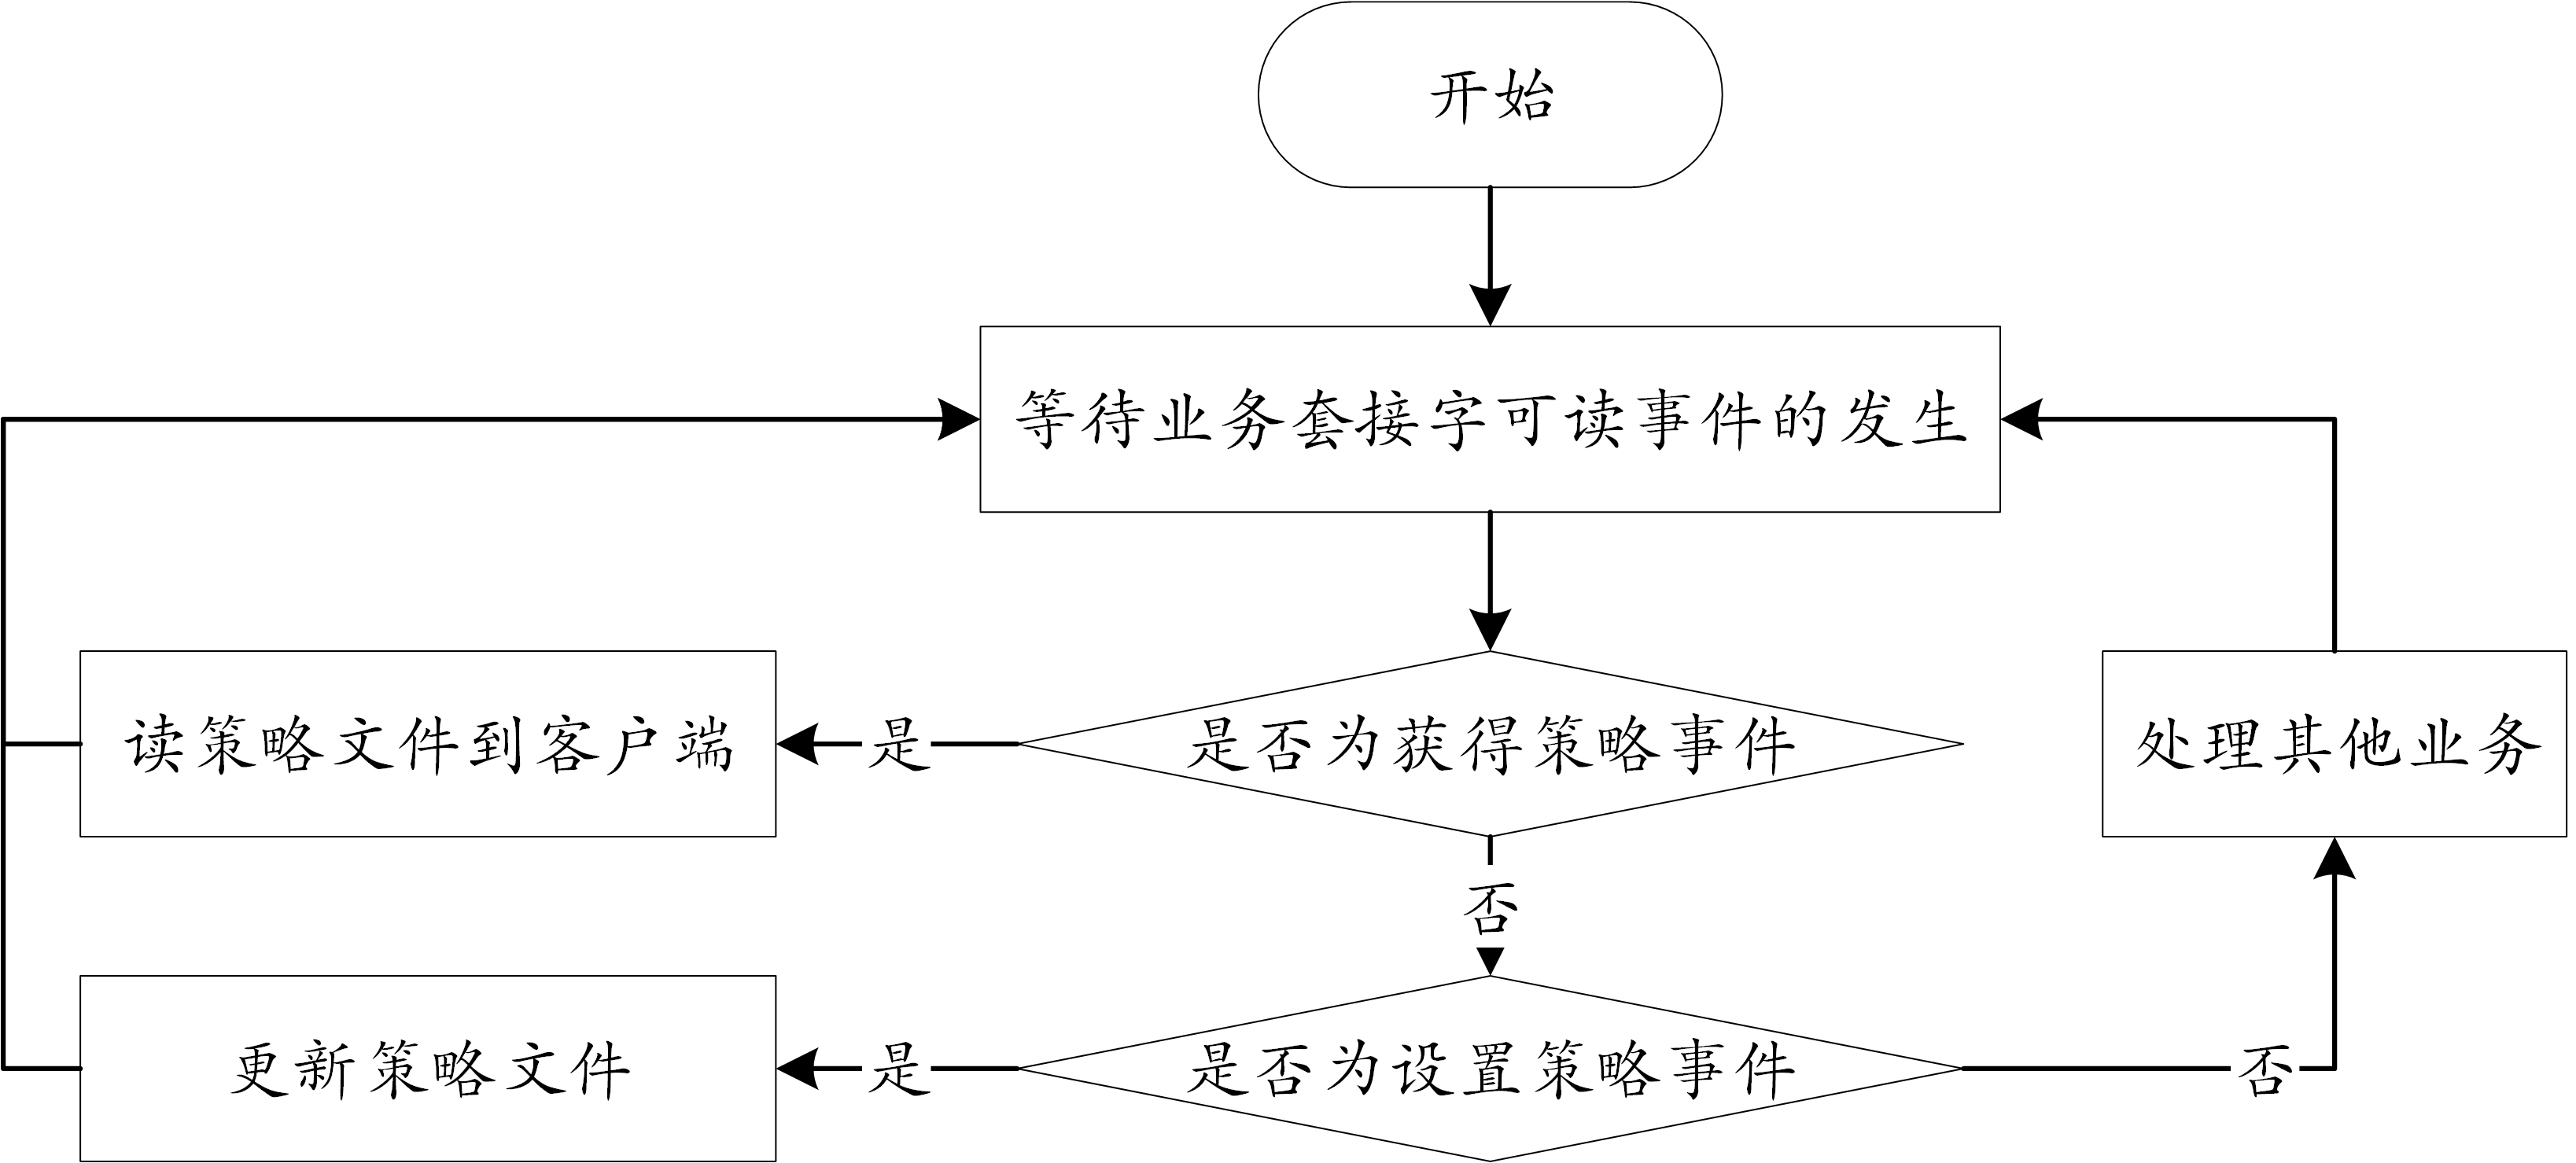 开始
等待业务套接字可读事件的发生
读策略文件到客户端
是
是否为获得策略事件
处理其他业务
否
更新策略文件
是
是否为设置策略事件
否